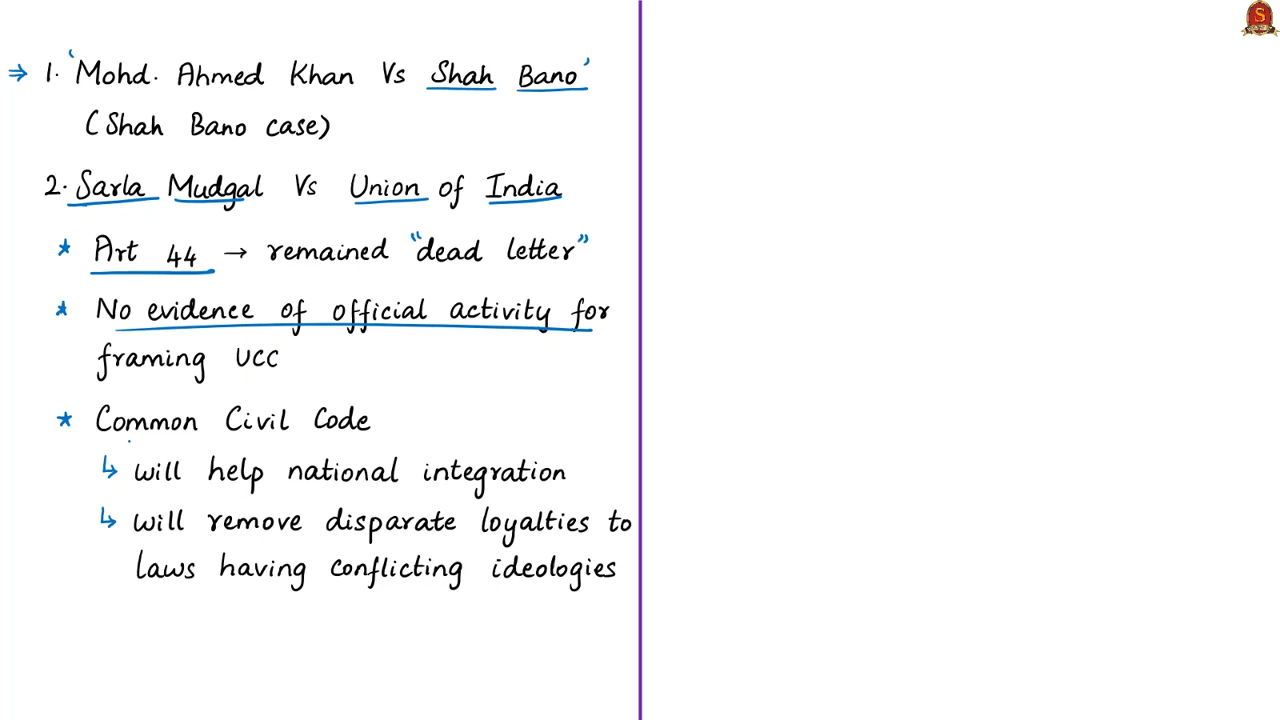 ⇒ 1. 'Mohd. Ahmed Khan Vs Shah Bano'
(Shah Bano case)
2. Sarla Mudgal Vs Union of India
* Art 44 → remained "dead letter"
* No evidence of official activity for
framing UCC
* Common Civil Code
↳ will help national integration
↳ will remove disparate loyalties to
laws having conflicting ideologies
S